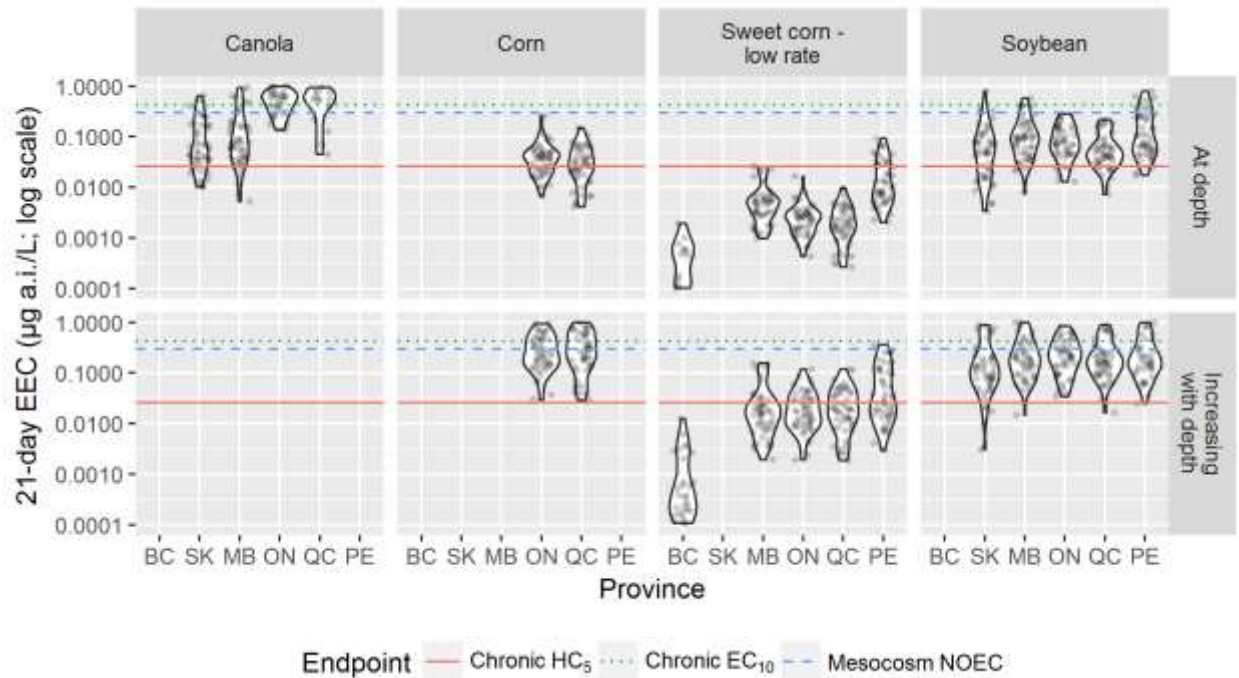 Canola
Corn
Sweet corn -
low rate
Soybean
21-day EEC (µg a.i./L; log scale)
1.0000
0.1000
0.0100
0.0010
0.0001
At depth
1.0000
0.1000
0.0100
0.0010
0.0001
Increasing
with depth
BC SK MB ON QC PE
BC SK MB ON QC PE
BC SK MB ON QC PE
BC SK MB ON QC PE
Province
Endpoint Chronic HC₅ Chronic EC₁₀ Mesocosm NOEC